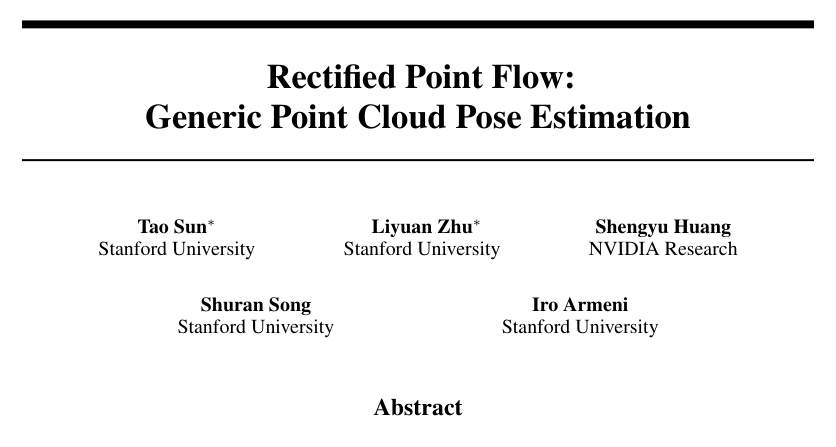 Rectified Point Flow:
Generic Point Cloud Pose Estimation
Tao Sun* Liyuan Zhu* Shengyu Huang
Stanford University Stanford University NVIDIA Research
Shuran Song Iro Armeni
Stanford University Stanford University
Abstract